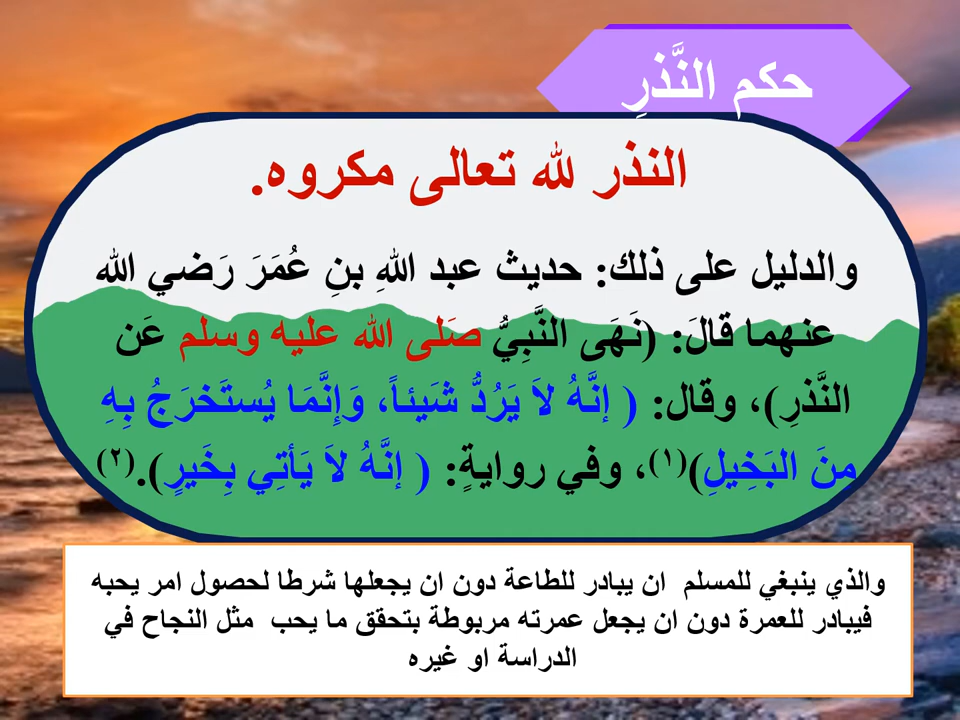 حكم النَّذرِ
النذر لله تعالى مكروه.
والدليل على ذلك: حديث عبد اللهِ بنِ عُمَرَ رَضي الله
عنهما قالَ: (نَهَى النَّبِيُّ صَلى الله عليه وسلم عَن
النَّذرِ)، وقال: ( إنَّهُ لاَ يَرُدُّ شَيئاً، وَإِنَّمَا يُستَخرَجُ بِهِ
منَ البَخِيلِ)(١)، وفي روايةٍ: ( إنَّهُ لاَ يَأتِي بِخَيرٍ).(٢)
والذي ينبغي للمسلم ان يبادر للطاعة دون ان يجعلها شرطا لحصول امر يحبه
فيبادر للعمرة دون ان يجعل عمرته مربوطة بتحقق ما يحب مثل النجاح في
الدراسة او غيره